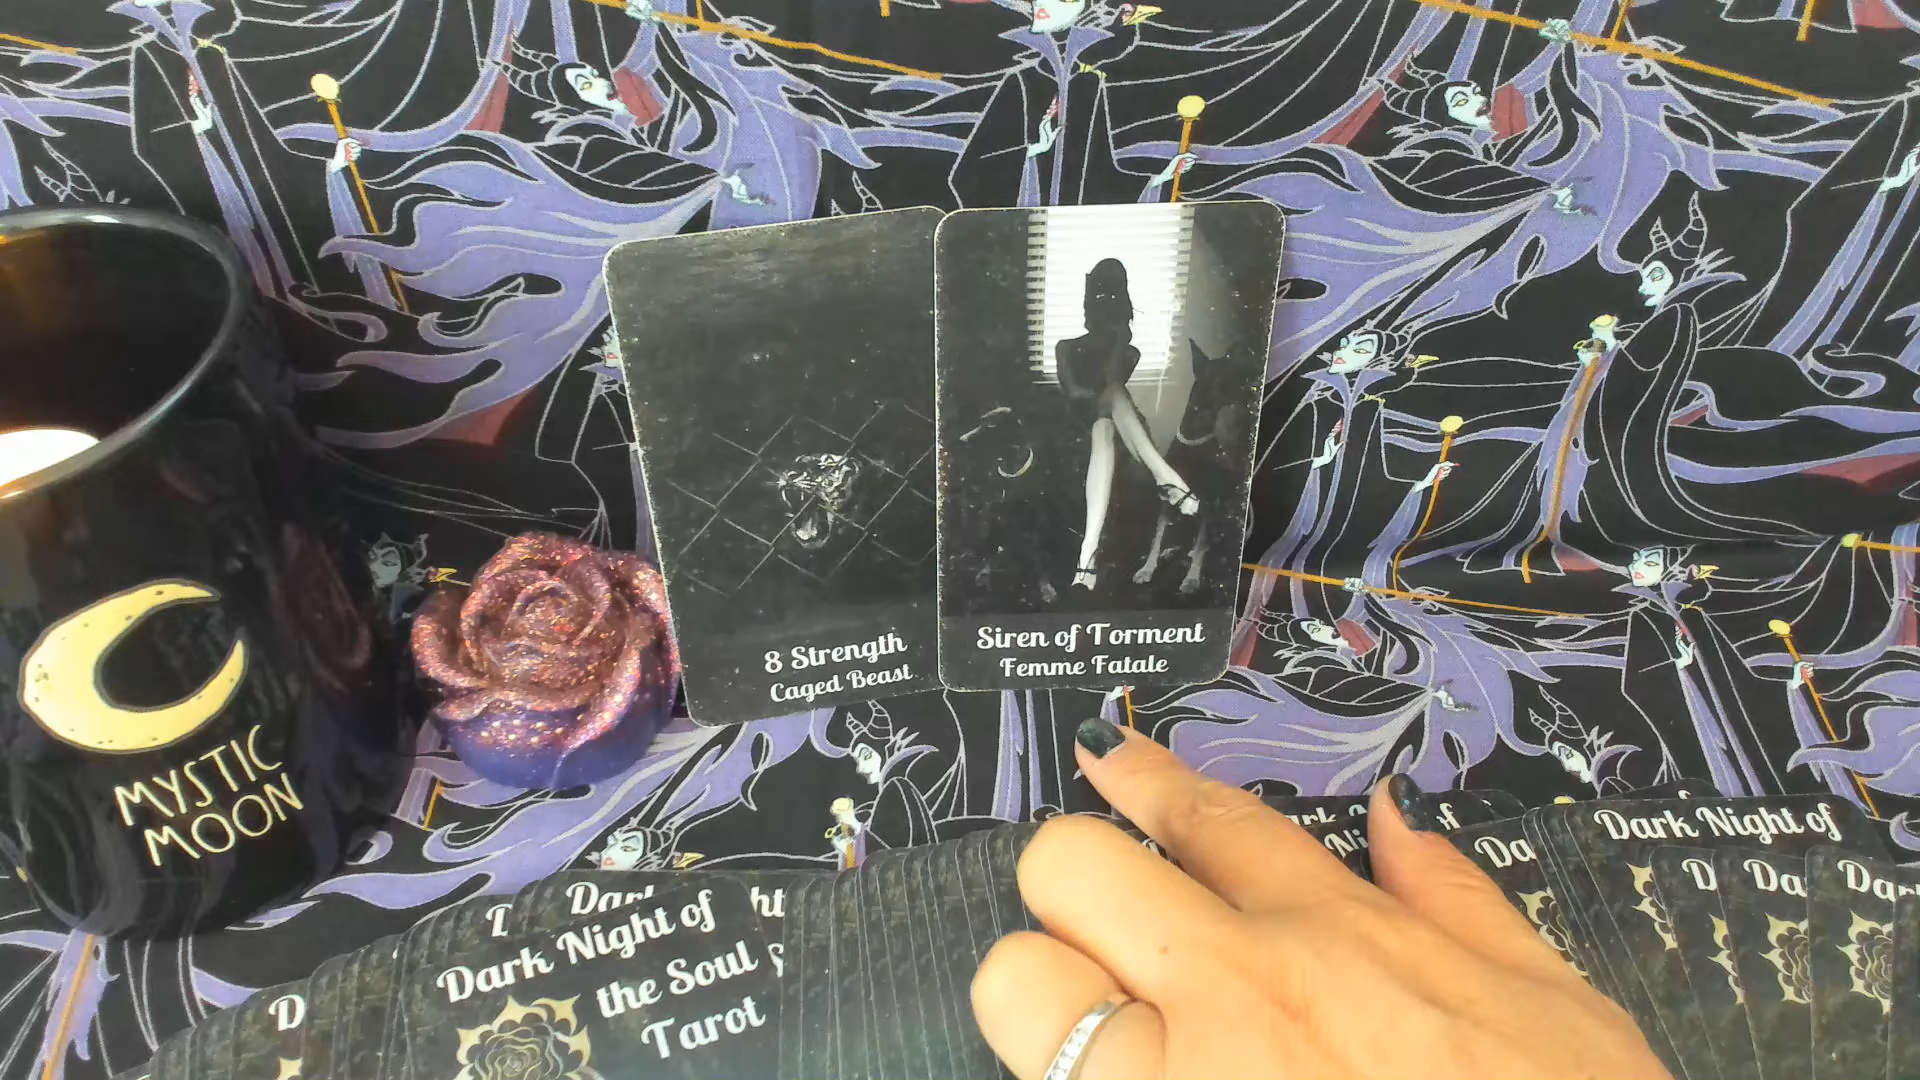 8 Strength
Caged Beast
Siren of Torment
Femme Fatale
MYSTIC
MOON
Dark Night of
the Soul
Tarot
Dark Night of